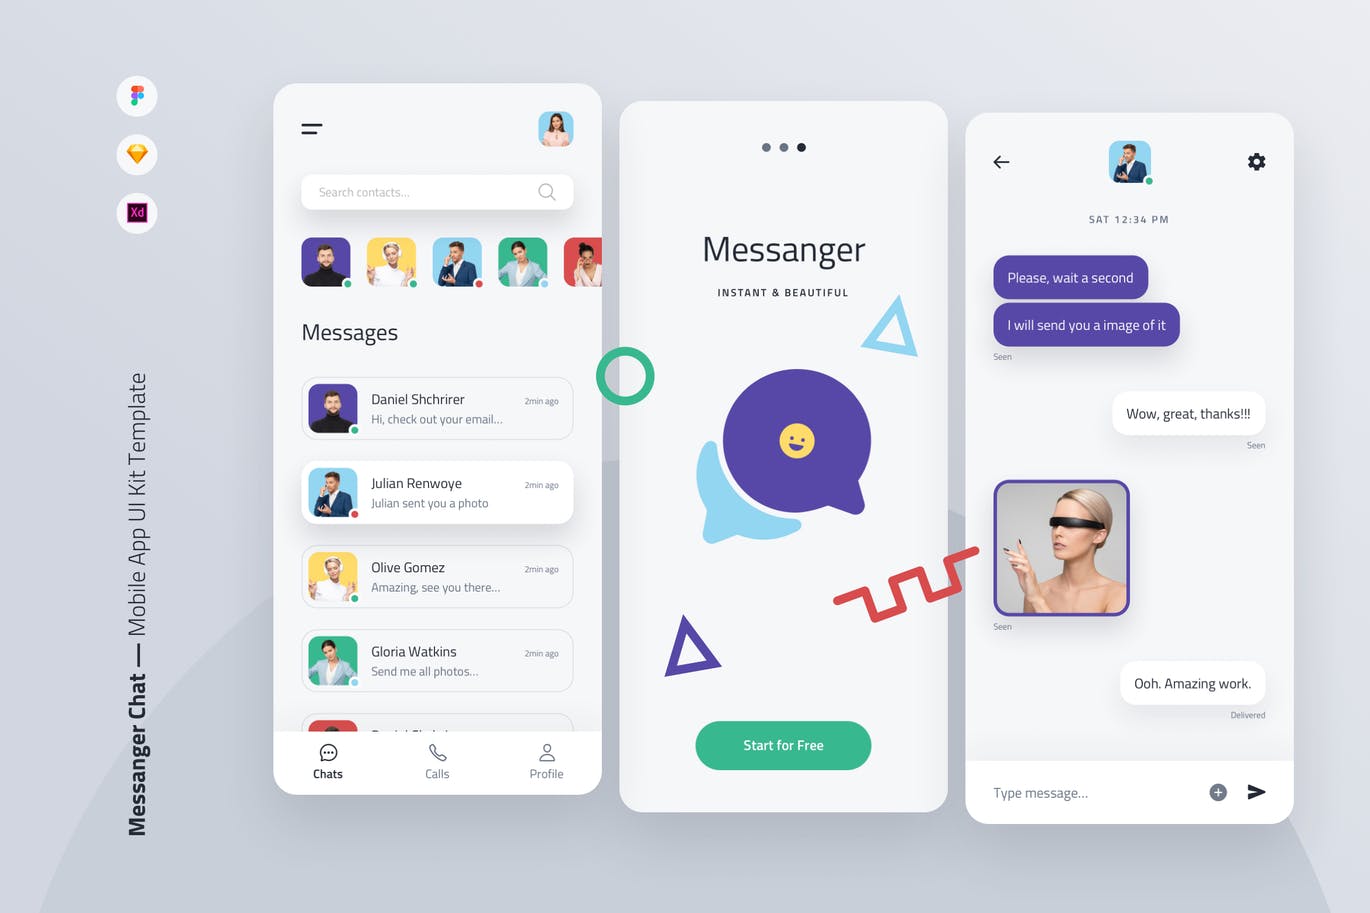 Xd
Messanger Chat — Mobile App UI Kit Template
Search contacts...
Messages
Daniel Shchrirer
2min ago
Hi, check out your email...
Julian Renwoye
2min ago
Julian sent you a photo
Olive Gomez
2min ago
Amazing, see you there...
Gloria Watkins
2min ago
Send me all photos...
Chats
Calls
Profile
Messanger
INSTANT & BEAUTIFUL
Start for Free
SAT 12:34 PM
Please, wait a second
I will send you a image of it
Seen
Wow, great, thanks!!!
Seen
Seen
Ooh. Amazing work.
Delivered
Type message...